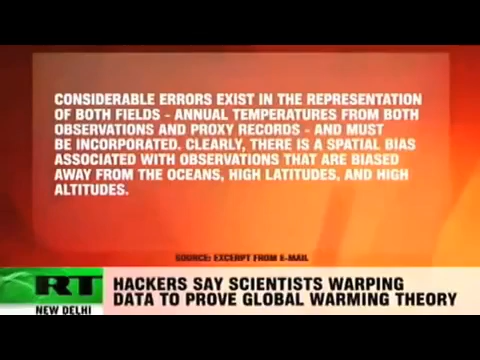 CONSIDERABLE ERRORS EXIST IN THE REPRESENTATION
OF BOTH FIELDS - ANNUAL TEMPERATURES FROM BOTH
OBSERVATIONS AND PROXY RECORDS - AND MUST
BE INCORPORATED. CLEARLY, THERE IS A SPATIAL BIAS
ASSOCIATED WITH OBSERVATIONS THAT ARE BIASED
AWAY FROM THE OCEANS, HIGH LATITUDES, AND HIGH
ALTITUDES.
SOURCE: EXCERPT FROM E-MAIL
RT
NEW DELHI
HACKERS SAY SCIENTISTS WARPING
DATA TO PROVE GLOBAL WARMING THEORY